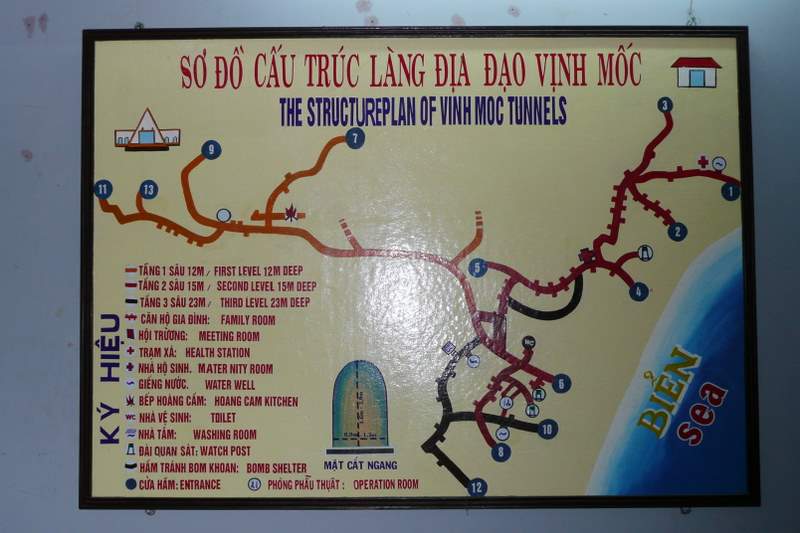 SƠ ĐỒ CẤU TRÚC LÀNG ĐỊA ĐẠO VỊNH MỐC
THE STRUCTUREPLAN OF VINH MOC TUNNELS
3
7
9
1
11
13
2
5
4
6
10
8
12
WC
BIỂN
sea
KÝ HIỆU
TẦNG 1 SÂU 12M / FIRST LEVEL 12M DEEP
TẦNG 2 SÂU 15M / SECOND LEVEL 15M DEEP
TẦNG 3 SÂU 23M / THIRD LEVEL 23M DEEP
CĂN HỘ GIA ĐÌNH: FAMILY ROOM
HỘI TRƯỜNG: MEETING ROOM
TRẠM XÁ: HEALTH STATION
NHÀ HỘ SINH. MATER NITY ROOM
GIẾNG NƯỚC. WATER WELL
BẾP HOÀNG CẦM: HOANG CAM KITCHEN
WC NHÀ VỆ SINH: TOILET
NHÀ TẮM: WASHING ROOM
ĐÀI QUAN SÁT: WATCH POST
HẦM TRÁNH BOM KHOAN: BOMB SHELTER
CỬA HẦM: ENTRANCE
PHÒNG PHẪU THUẬT: OPERATION ROOM
MẶT CẮT NGANG